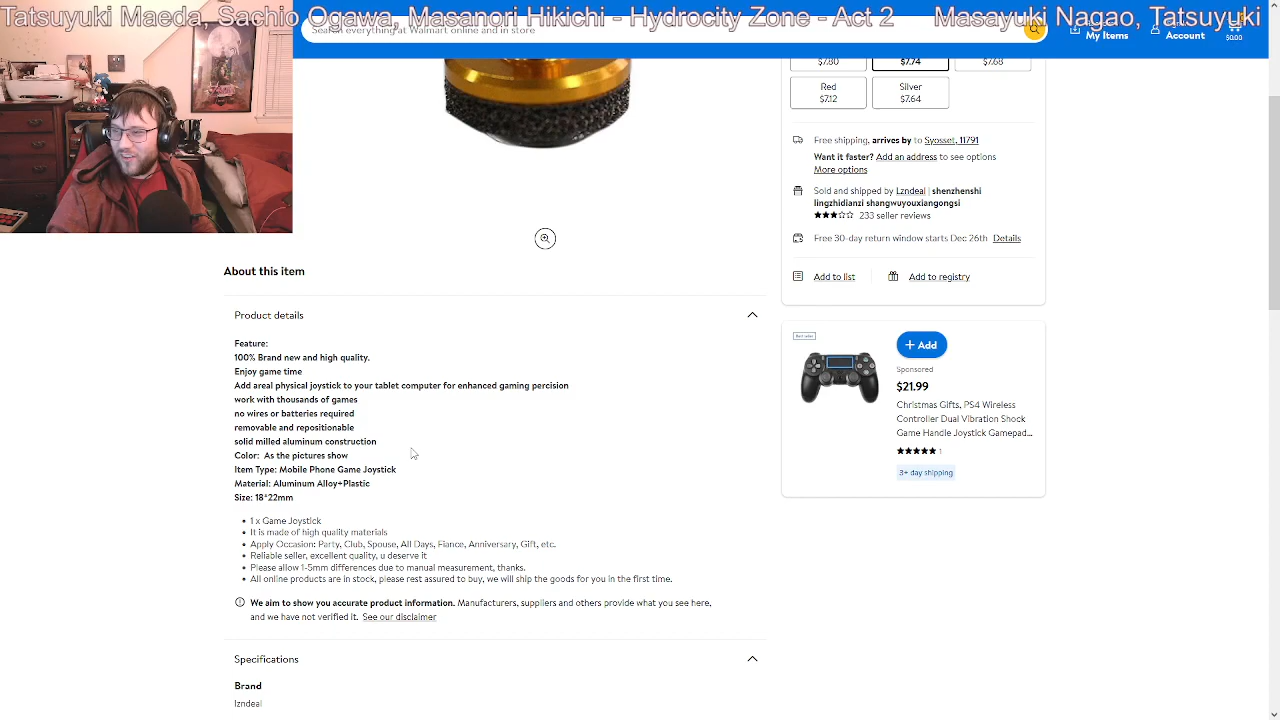 Tatsuyuki Maeda, Sachio Ogawa, Masanori Hikichi - Hydrocity Zone - Act 2 Masayuki Nagao, Tatsuyuki
Search everything at Walmart online and in store
My Items
Account
$0.00
$7.80
$7.74
$7.68
Red
$7.12
Silver
$7.64
Free shipping, arrives by to Syosset, 11791
Want it faster? Add an address to see options
More options
Sold and shipped by Lzndeal | shenzhenshi
lingzhidianzi shangwuyouxiangongsi
233 seller reviews
Free 30-day return window starts Dec 26th Details
Add to list
Add to registry
About this item
Product details
Feature:
100% Brand new and high quality.
Enjoy game time
Add areal physical joystick to your tablet computer for enhanced gaming percision
work with thousands of games
no wires or batteries required
removable and repositionable
solid milled aluminum construction
Color: As the pictures show
Item Type: Mobile Phone Game Joystick
Material: Aluminum Alloy+Plastic
Size: 18*22mm
• 1 x Game Joystick
• It is made of high quality materials
• Apply Occasion: Party, Club, Spouse, All Days, Fiance, Anniversary, Gift, etc.
• Reliable seller, excellent quality, u deserve it
• Please allow 1-5mm differences due to manual measurement, thanks.
• All online products are in stock, please rest assured to buy, we will ship the goods for you in the first time.
We aim to show you accurate product information. Manufacturers, suppliers and others provide what you see here,
and we have not verified it. See our disclaimer
Specifications
Brand
lzndeal
Best seller
+ Add
Sponsored
$21.99
Christmas Gifts, PS4 Wireless
Controller Dual Vibration Shock
Game Handle Joystick Gamepad...
1
3+ day shipping